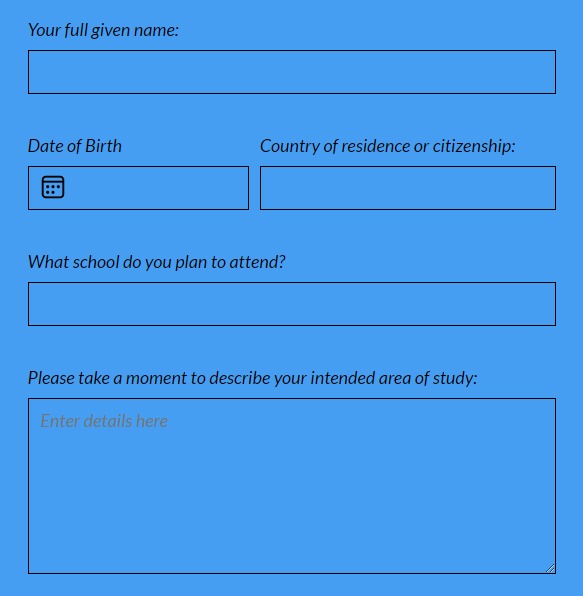 Your full given name:
Date of Birth
Country of residence or citizenship:
What school do you plan to attend?
Please take a moment to describe your intended area of study:
Enter details here